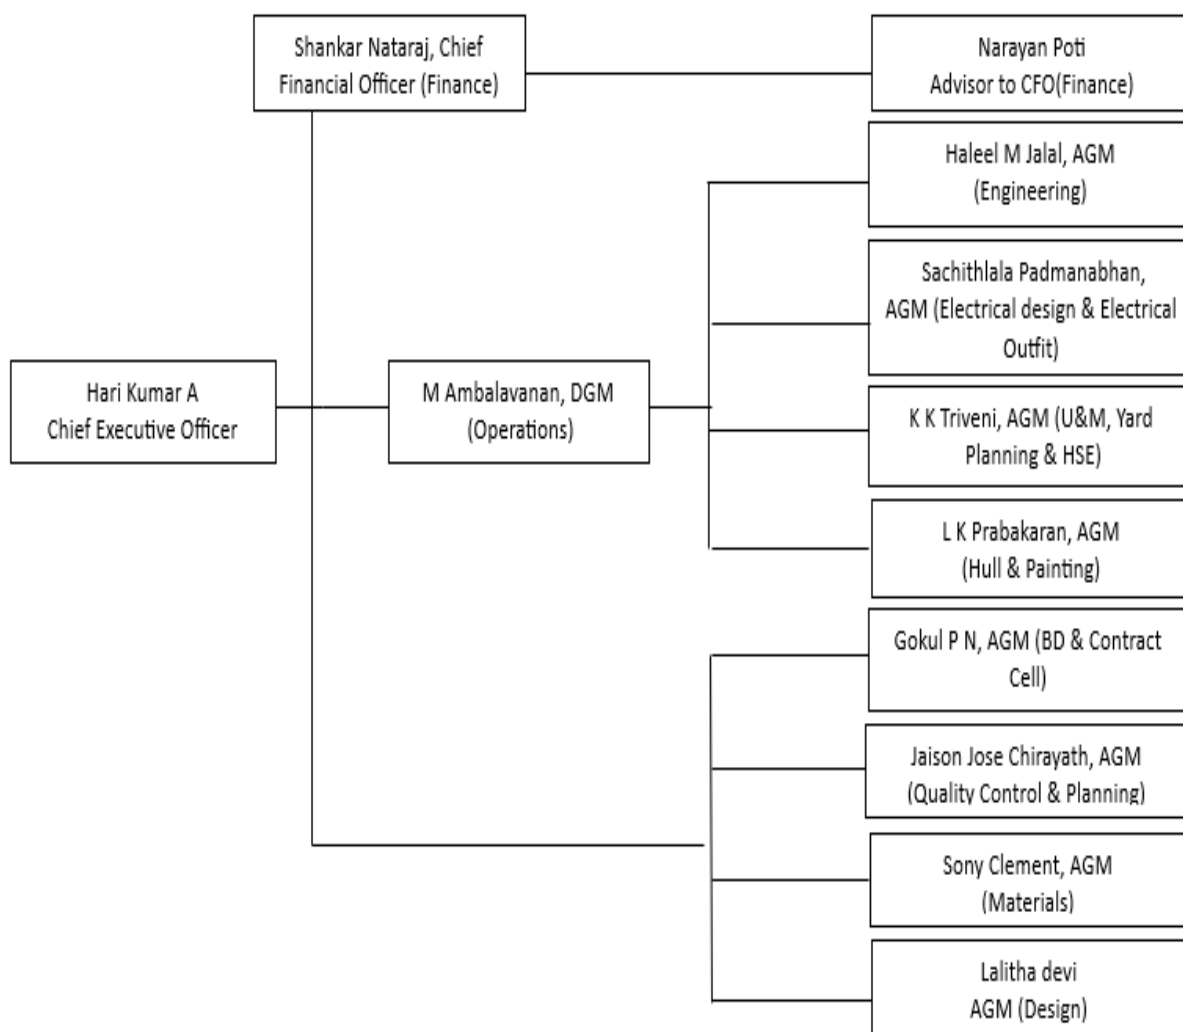 Shankar Nataraj, Chief
Financial Officer (Finance)
Narayan Poti
Advisor to CFO(Finance)
Haleel M Jalal, AGM
(Engineering)
Sachithlala Padmanabhan,
AGM (Electrical design & Electrical
Outfit)
Hari Kumar A
Chief Executive Officer
M Ambalavanan, DGM
(Operations)
K K Triveni, AGM (U&M, Yard
Planning & HSE)
L K Prabakaran, AGM
(Hull & Painting)
Gokul P N, AGM (BD & Contract
Cell)
Jaison Jose Chirayath, AGM
(Quality Control & Planning)
Sony Clement, AGM
(Materials)
Lalitha devi
AGM (Design)